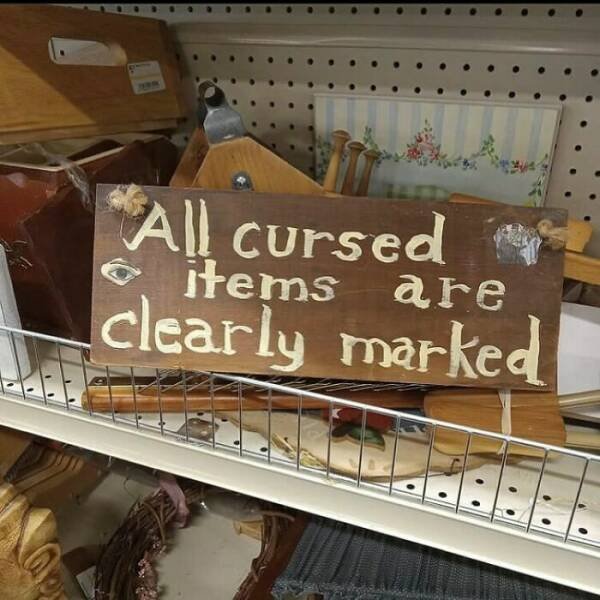 All cursed
items are
clearly marked